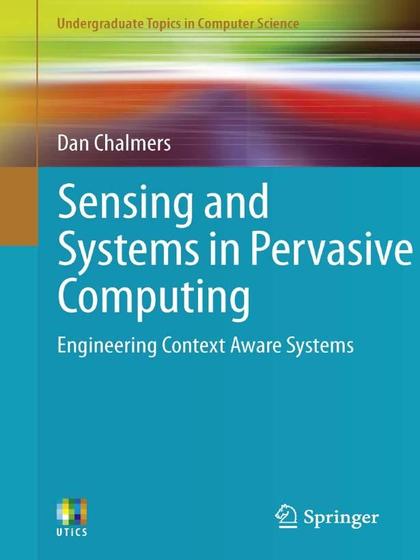 Undergraduate Topics in Computer Science
Dan Chalmers
Sensing and
Systems in Pervasive
Computing
Engineering Context Aware Systems
UTiCS
Springer